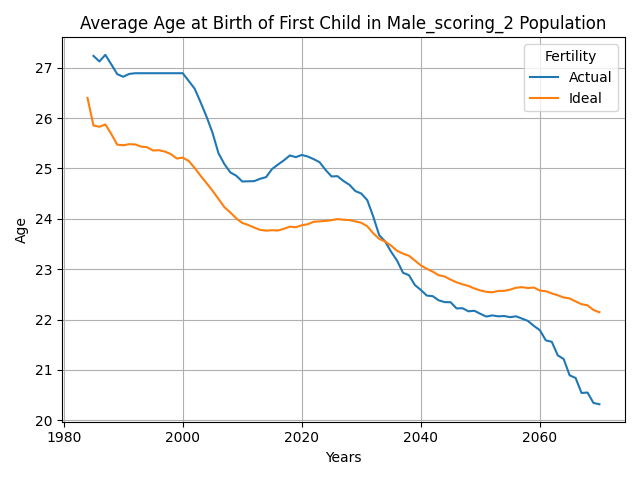 Average Age at Birth of First Child in Male_scoring_2 Population
Fertility
Actual
Ideal
Age
27
26
25
24
23
22
21
20
1980
2000
2020
2040
2060
Years